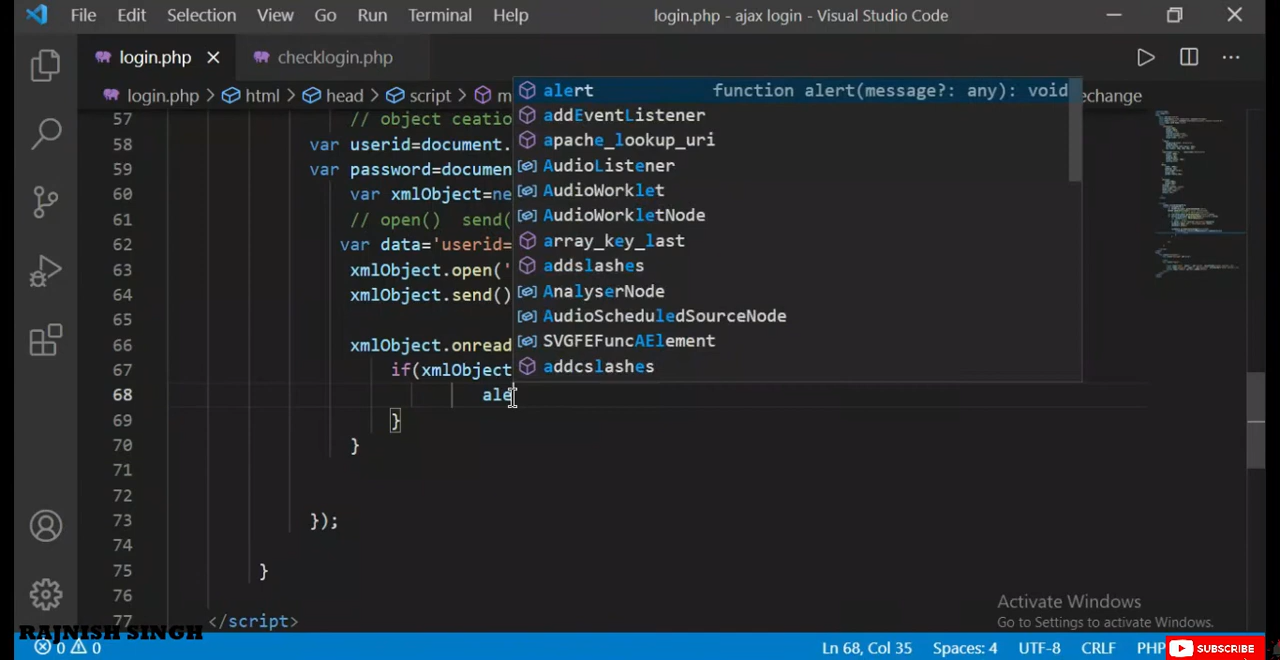 File Edit Selection View Go Run Terminal Help login.php - ajax login - Visual Studio Code
login.php checklogin.php
login.php > html > head > script > m echange
alert function alert(message?: any): void
addEventListener
apache_lookup_uri
AudioListener
AudioWorklet
AudioWorkletNode
array_key_last
addslashes
AnalyserNode
AudioScheduledSourceNode
SVGFEFuncAElement
addcslashes
57 // object ceatio
58 var userid=document.
59 var password=documen
60 var xmlObject=ne
61 // open() send(
62 var data='userid=
63 xmlObject.open('
64 xmlObject.send()
65
66 xmlObject.onread
67 if(xmlObject
68 ale
69 }
70 }
71
72
73 });
74
75 }
76
77 </script>
Activate Windows
Go to Settings to activate Windows.
RAJNISH SINGH
0 0 Ln 68, Col 35 Spaces: 4 UTF-8 CRLF PHP SUBSCRIBE